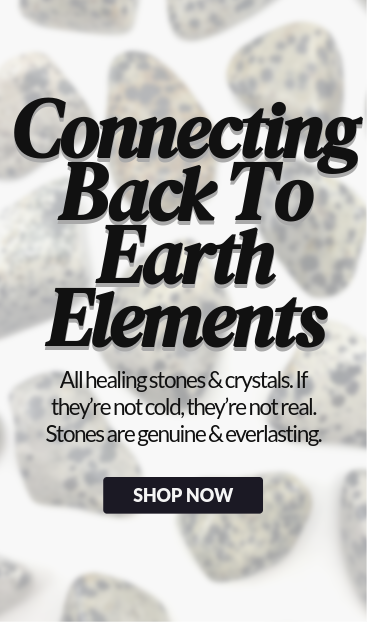 Connecting
Back To
Earth
Elements
All healing stones & crystals. If
they're not cold, they're not real.
Stones are genuine & everlasting.
SHOP NOW